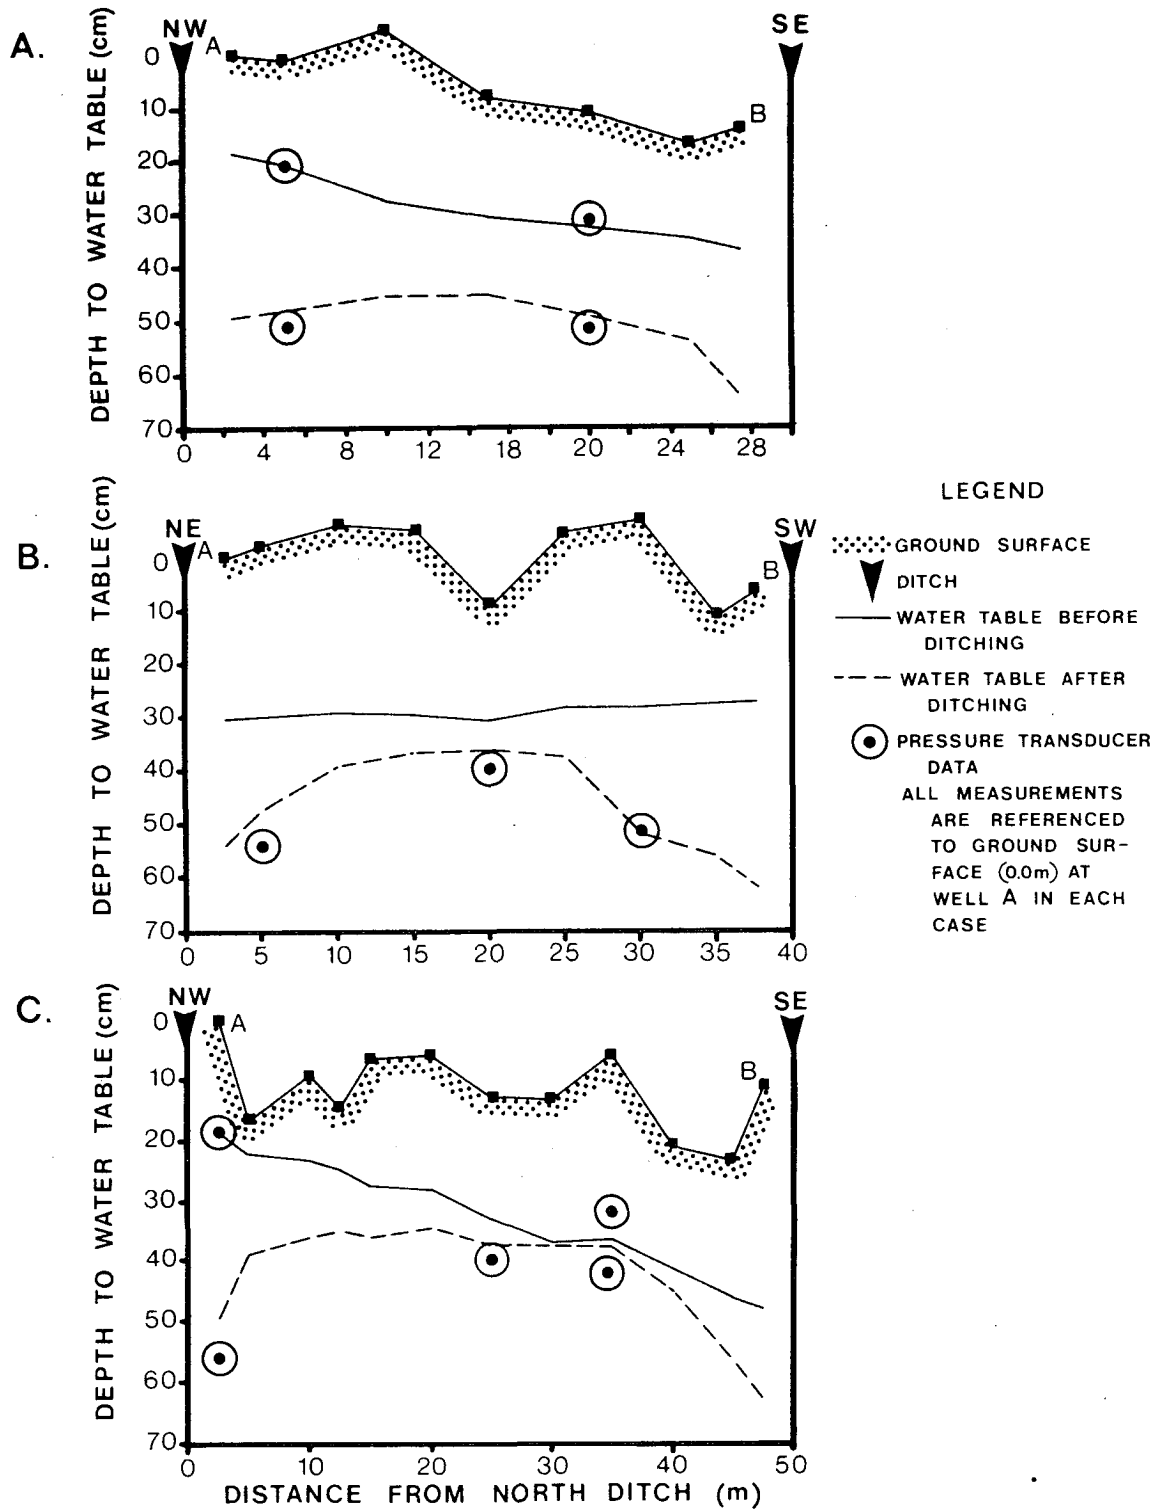 A.
NW
SE
DEPTH TO WATER TABLE (cm)
A
B
0
10
20
30
40
50
60
70
0 4 8 12 18 20 24 28
B.
NE
SW
DEPTH TO WATER TABLE (cm)
A
B
0
10
20
30
40
50
60
70
0 5 10 15 20 25 30 35 40
LEGEND
GROUND SURFACE
DITCH
WATER TABLE BEFORE
DITCHING
WATER TABLE AFTER
DITCHING
PRESSURE TRANSDUCER
DATA
ALL MEASUREMENTS
ARE REFERENCED
TO GROUND SUR-
FACE (0.0m) AT
WELL A IN EACH
CASE
C.
NW
SE
DEPTH TO WATER TABLE (cm)
A
B
0
10
20
30
40
50
60
70
0 10 20 30 40 50
DISTANCE FROM NORTH DITCH (m)